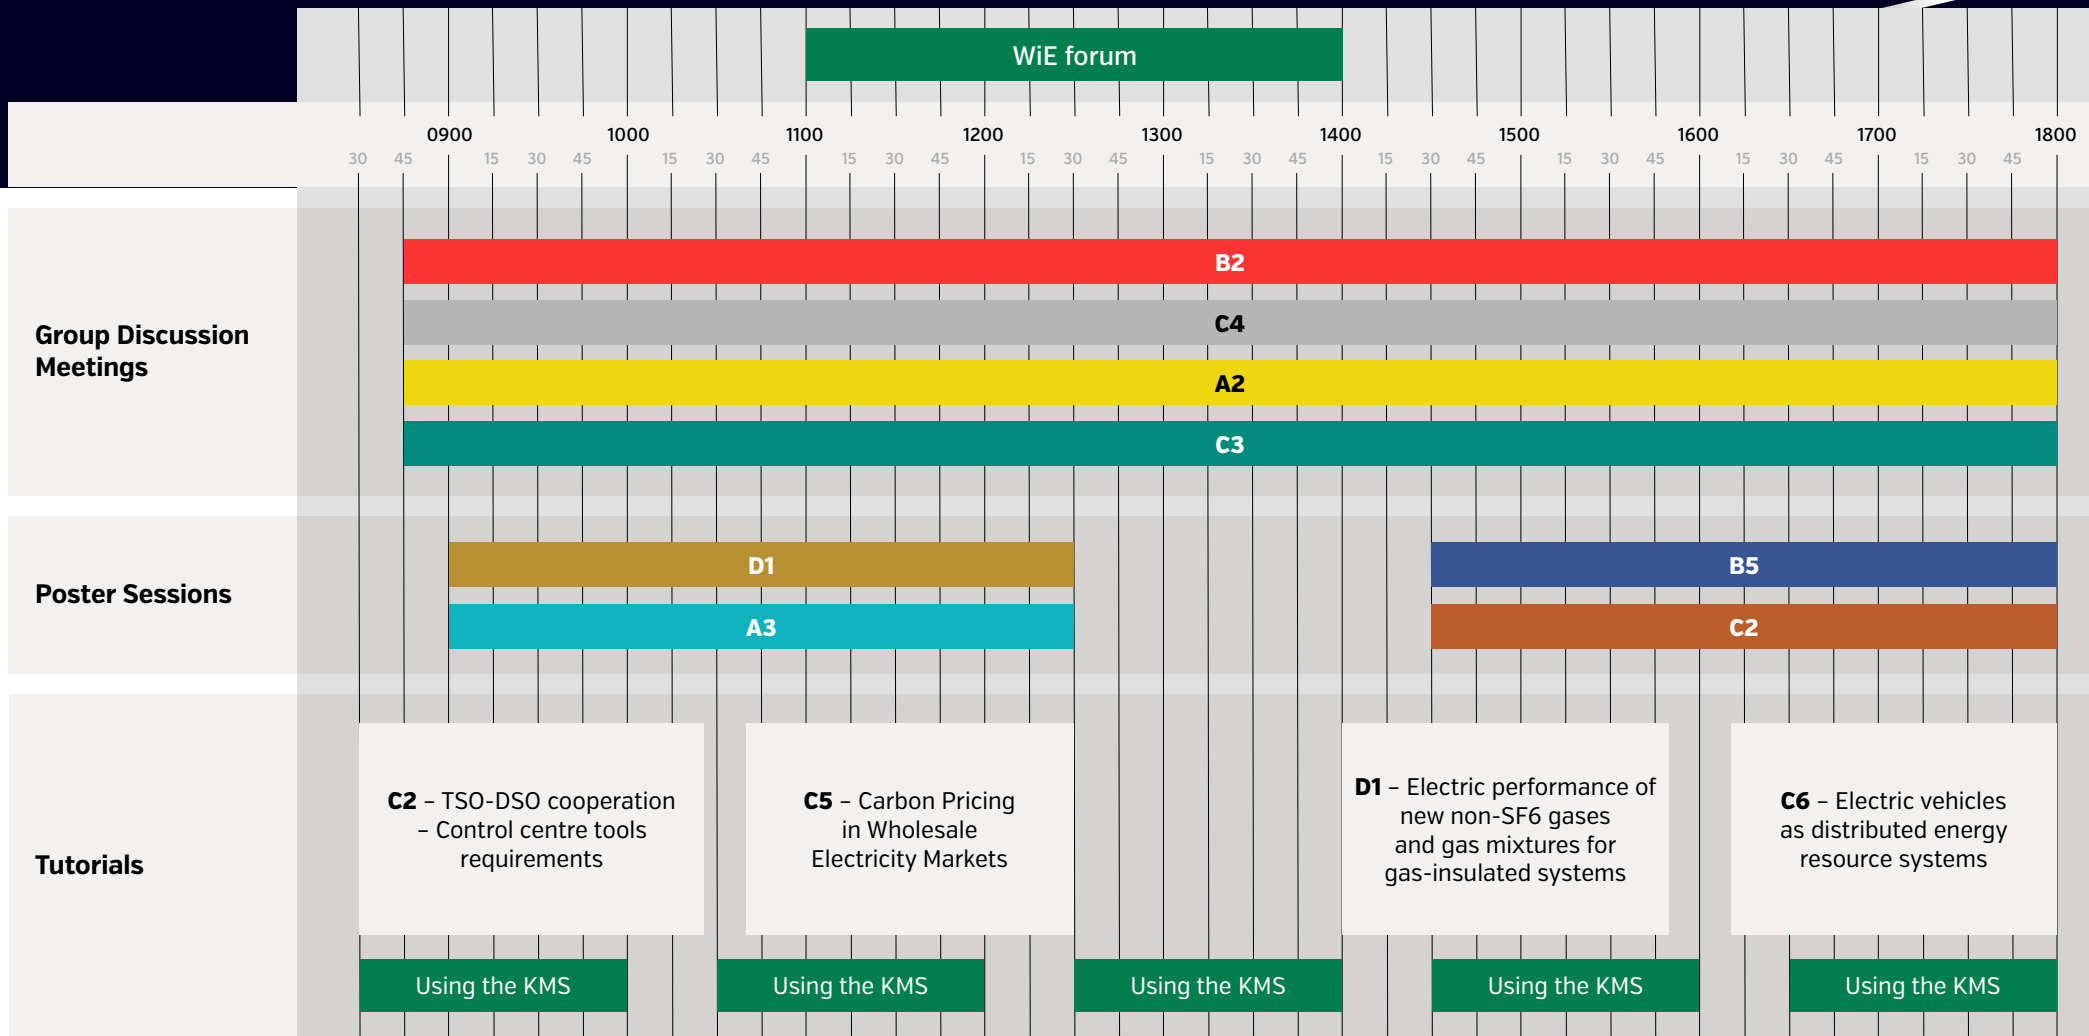 WiE forum
0900 1000 1100 1200 1300 1400 1500 1600 1700 1800
30 45 15 30 45 15 30 45 15 30 45 15 30 45 15 30 45 15 30 45 15 30 45 15 30 45 15 30 45
Group Discussion
Meetings
B2
C4
A2
C3
Poster Sessions
D1 B5
A3 C2
Tutorials
C2 – TSO-DSO cooperation
– Control centre tools
requirements
C5 – Carbon Pricing
in Wholesale
Electricity Markets
D1 – Electric performance of
new non-SF6 gases
and gas mixtures for
gas-insulated systems
C6 – Electric vehicles
as distributed energy
resource systems
Using the KMS Using the KMS Using the KMS Using the KMS Using the KMS